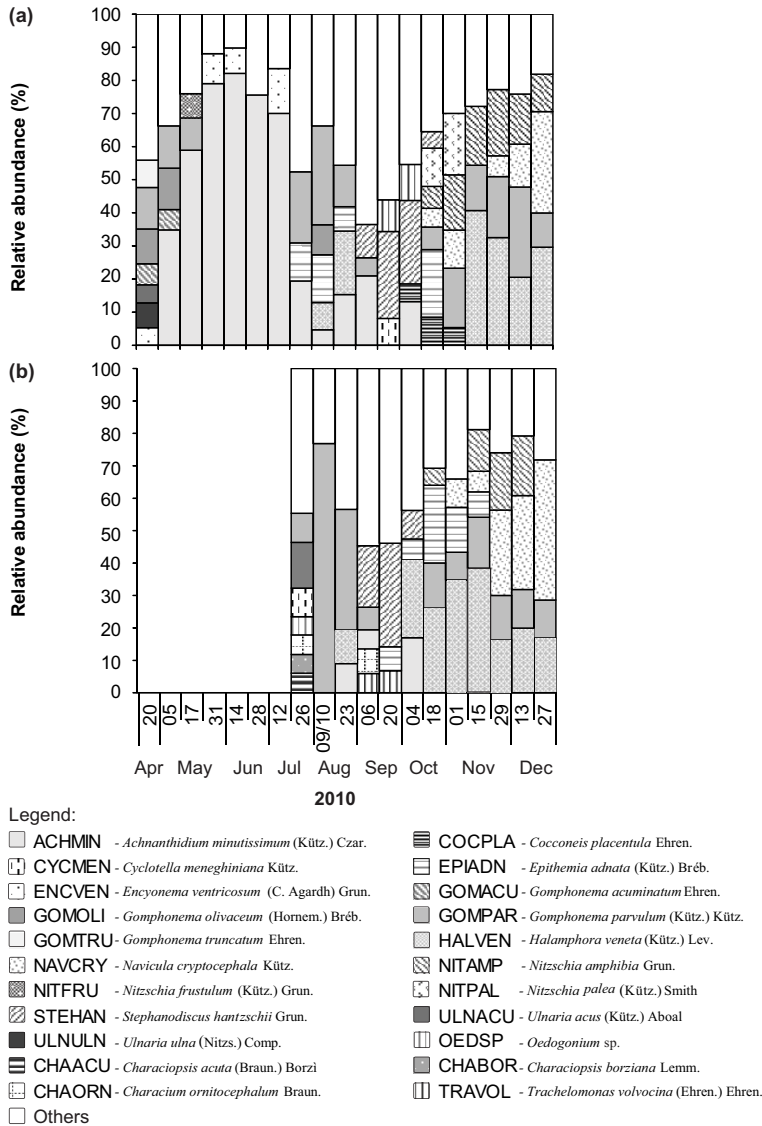 (a)
Relative abundance (%)
100
90
80
70
60
50
40
30
20
10
0
(b)
Relative abundance (%)
100
90
80
70
60
50
40
30
20
10
0
20 05 17 31 14 28 12 26 09/10 23 06 20 04 18 01 15 29 13 27
Apr May Jun Jul Aug Sep Oct Nov Dec
2010
Legend:
ACHMIN - Achnanthidium minutissimum (Kütz.) Czar.
CYCMEN - Cyclotella meneghiniana Kütz.
ENCVEN - Encyonema ventricosum (C. Agardh) Grun.
GOMOLI - Gomphonema olivaceum (Hornem.) Bréb.
GOMTRU - Gomphonema truncatum Ehren.
NAVCRY - Navicula cryptocephala Kütz.
NITFRU - Nitzschia frustulum (Kütz.) Grun.
STEHAN - Stephanodiscus hantzschii Grun.
ULNULN - Ulnaria ulna (Nitzs.) Comp.
CHAACU - Characiopsis acuta (Braun.) Borzì
CHAORN - Characium ornitocephalum Braun.
Others
COCPLA - Cocconeis placentula Ehren.
EPIADN - Epithemia adnata (Kütz.) Bréb.
GOMACU - Gomphonema acuminatum Ehren.
GOMPAR - Gomphonema parvulum (Kütz.) Kütz.
HALVEN - Halamphora veneta (Kütz.) Lev.
NITAMP - Nitzschia amphibia Grun.
NITPAL - Nitzschia palea (Kütz.) Smith
ULNACU - Ulnaria acus (Kütz.) Aboal
OEDSP - Oedogonium sp.
CHABOR - Characiopsis borziana Lemm.
TRAVOL - Trachelomonas volvocina (Ehren.) Ehren.